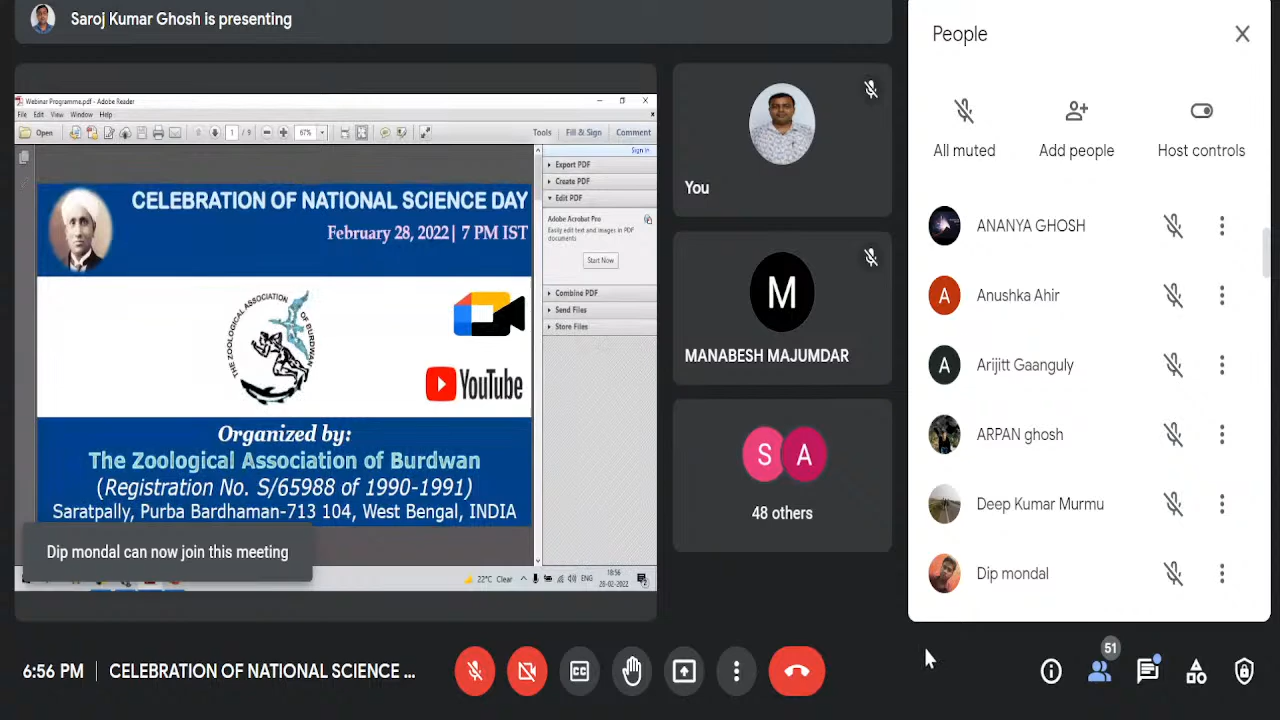 Saroj Kumar Ghosh is presenting
Webinar Programme.pdf - Adobe Reader
File Edit View Window Help
Open 1 / 9 67% Tools Fill & Sign Comment
Sign In
Export PDF
Create PDF
Edit PDF
Adobe Acrobat Pro
Easily edit text and images in PDF
documents
Start Now
Combine PDF
Send Files
Store Files
CELEBRATION OF NATIONAL SCIENCE DAY
February 28, 2022| 7 PM IST
THE ZOOLOGICAL ASSOCIATION OF BURDWAN
YouTube
Organized by:
The Zoological Association of Burdwan
(Registration No. S/65988 of 1990-1991)
Saratpally, Purba Bardhaman-713 104, West Bengal, INDIA
Dip mondal can now join this meeting
22°C Clear ENG 18:56
28-02-2022
You
M
MANABESH MAJUMDAR
S A
48 others
People
All muted Add people Host controls
ANANYA GHOSH
A Anushka Ahir
A Arijitt Gaanguly
ARPAN ghosh
Deep Kumar Murmu
Dip mondal
6:56 PM CELEBRATION OF NATIONAL SCIENCE ...
CC
51